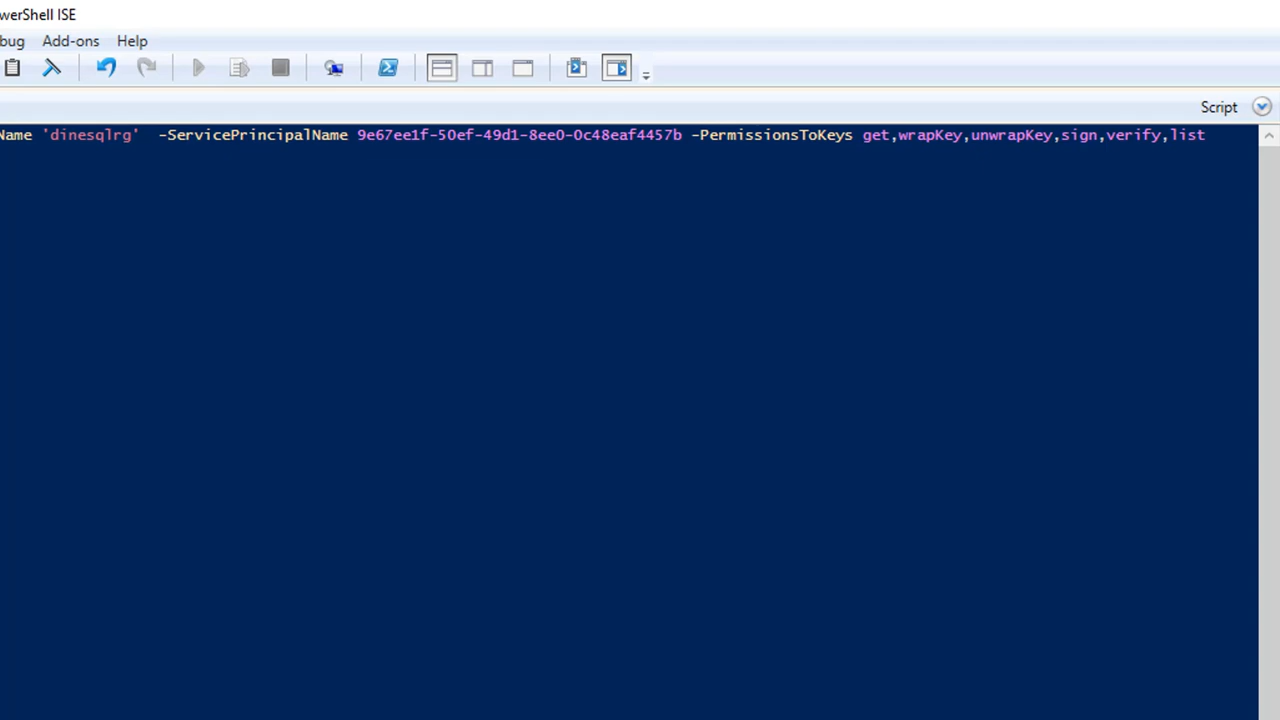 werShell ISE
bug Add-ons Help
Script
Name 'dinesqlrg' -ServicePrincipalName 9e67ee1f-50ef-49d1-8ee0-0c48eaf4457b -PermissionsToKeys get,wrapKey,unwrapKey,sign,verify,list